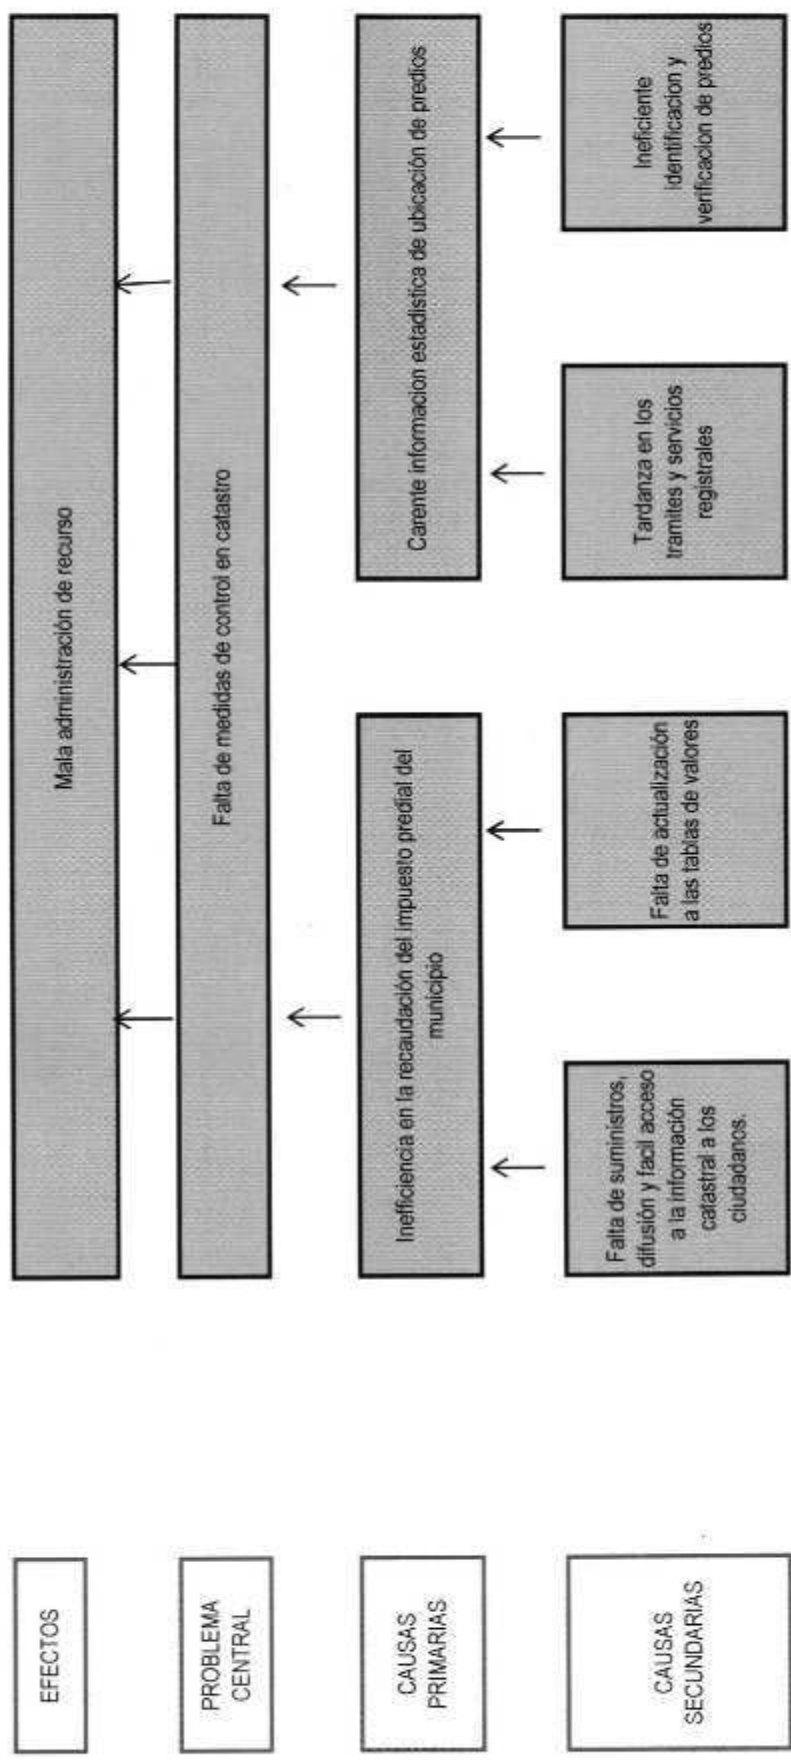 EFECTOS
Mala administración de recurso
PROBLEMA
CENTRAL
Falta de medidas de control en catastro
CAUSAS
PRIMARIAS
Inefficiencia en la recaudación del impuesto predial del
municipio
Carente informacion estadistica de ubicación de predios
CAUSAS
SECUNDARIAS
Falta de suministros,
difusión y facil acceso
a la información
catastral a los
ciudadanos.
Falta de actualización
a las tablas de valores
Tardanza en los
tramites y servicios
registrales
Ineficiente
identificacion y
verificacion de predios